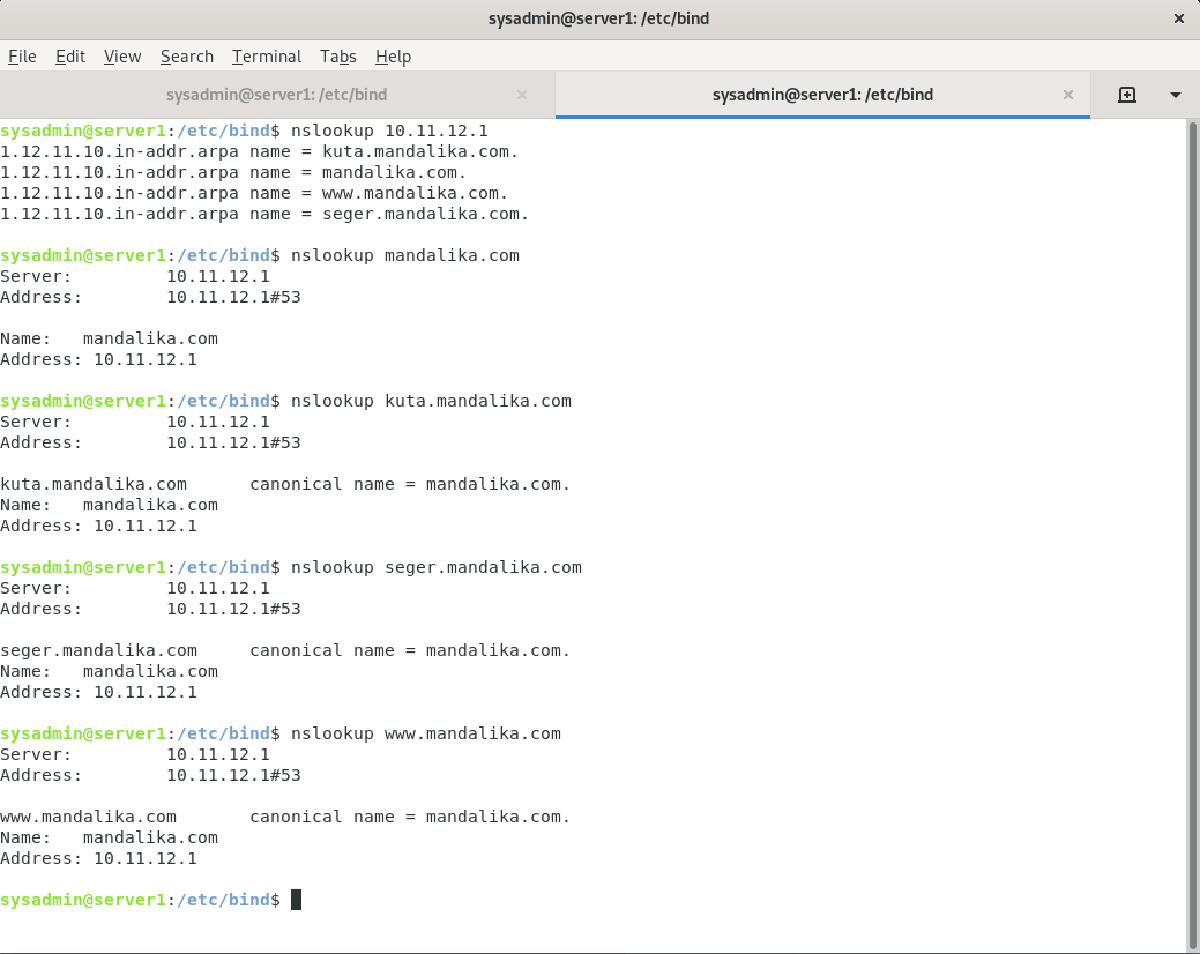 sysadmin@server1: /etc/bind
File Edit View Search Terminal Tabs Help
sysadmin@server1: /etc/bind sysadmin@server1: /etc/bind
sysadmin@server1:/etc/bind$ nslookup 10.11.12.1
1.12.11.10.in-addr.arpa name = kuta.mandalika.com.
1.12.11.10.in-addr.arpa name = mandalika.com.
1.12.11.10.in-addr.arpa name = www.mandalika.com.
1.12.11.10.in-addr.arpa name = seger.mandalika.com.
sysadmin@server1:/etc/bind$ nslookup mandalika.com
Server: 10.11.12.1
Address: 10.11.12.1#53
Name: mandalika.com
Address: 10.11.12.1
sysadmin@server1:/etc/bind$ nslookup kuta.mandalika.com
Server: 10.11.12.1
Address: 10.11.12.1#53
kuta.mandalika.com canonical name = mandalika.com.
Name: mandalika.com
Address: 10.11.12.1
sysadmin@server1:/etc/bind$ nslookup seger.mandalika.com
Server: 10.11.12.1
Address: 10.11.12.1#53
seger.mandalika.com canonical name = mandalika.com.
Name: mandalika.com
Address: 10.11.12.1
sysadmin@server1:/etc/bind$ nslookup www.mandalika.com
Server: 10.11.12.1
Address: 10.11.12.1#53
www.mandalika.com canonical name = mandalika.com.
Name: mandalika.com
Address: 10.11.12.1
sysadmin@server1:/etc/bind$